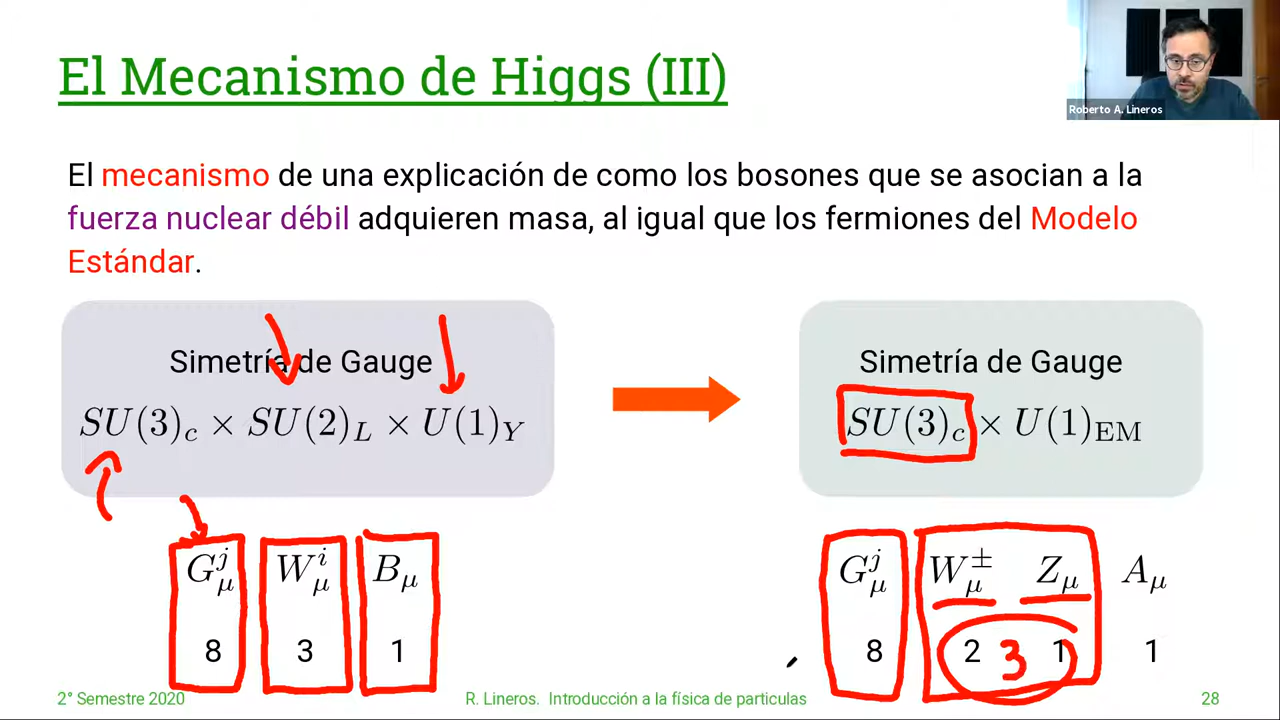 El Mecanismo de Higgs (III)
Roberto A. Lineros
El mecanismo de una explicación de como los bosones que se asocian a la
fuerza nuclear débil adquieren masa, al igual que los fermiones del Modelo
Estándar.
Simetría de Gauge
SU(3)_c × SU(2)_L × U(1)_Y
Simetría de Gauge
SU(3)_c × U(1)_EM
G^j_μ W^i_μ B_μ
8 3 1
G^j_μ W^±_μ Z_μ A_μ
8 2 3 1 1
2° Semestre 2020
R. Lineros. Introducción a la física de particulas
28